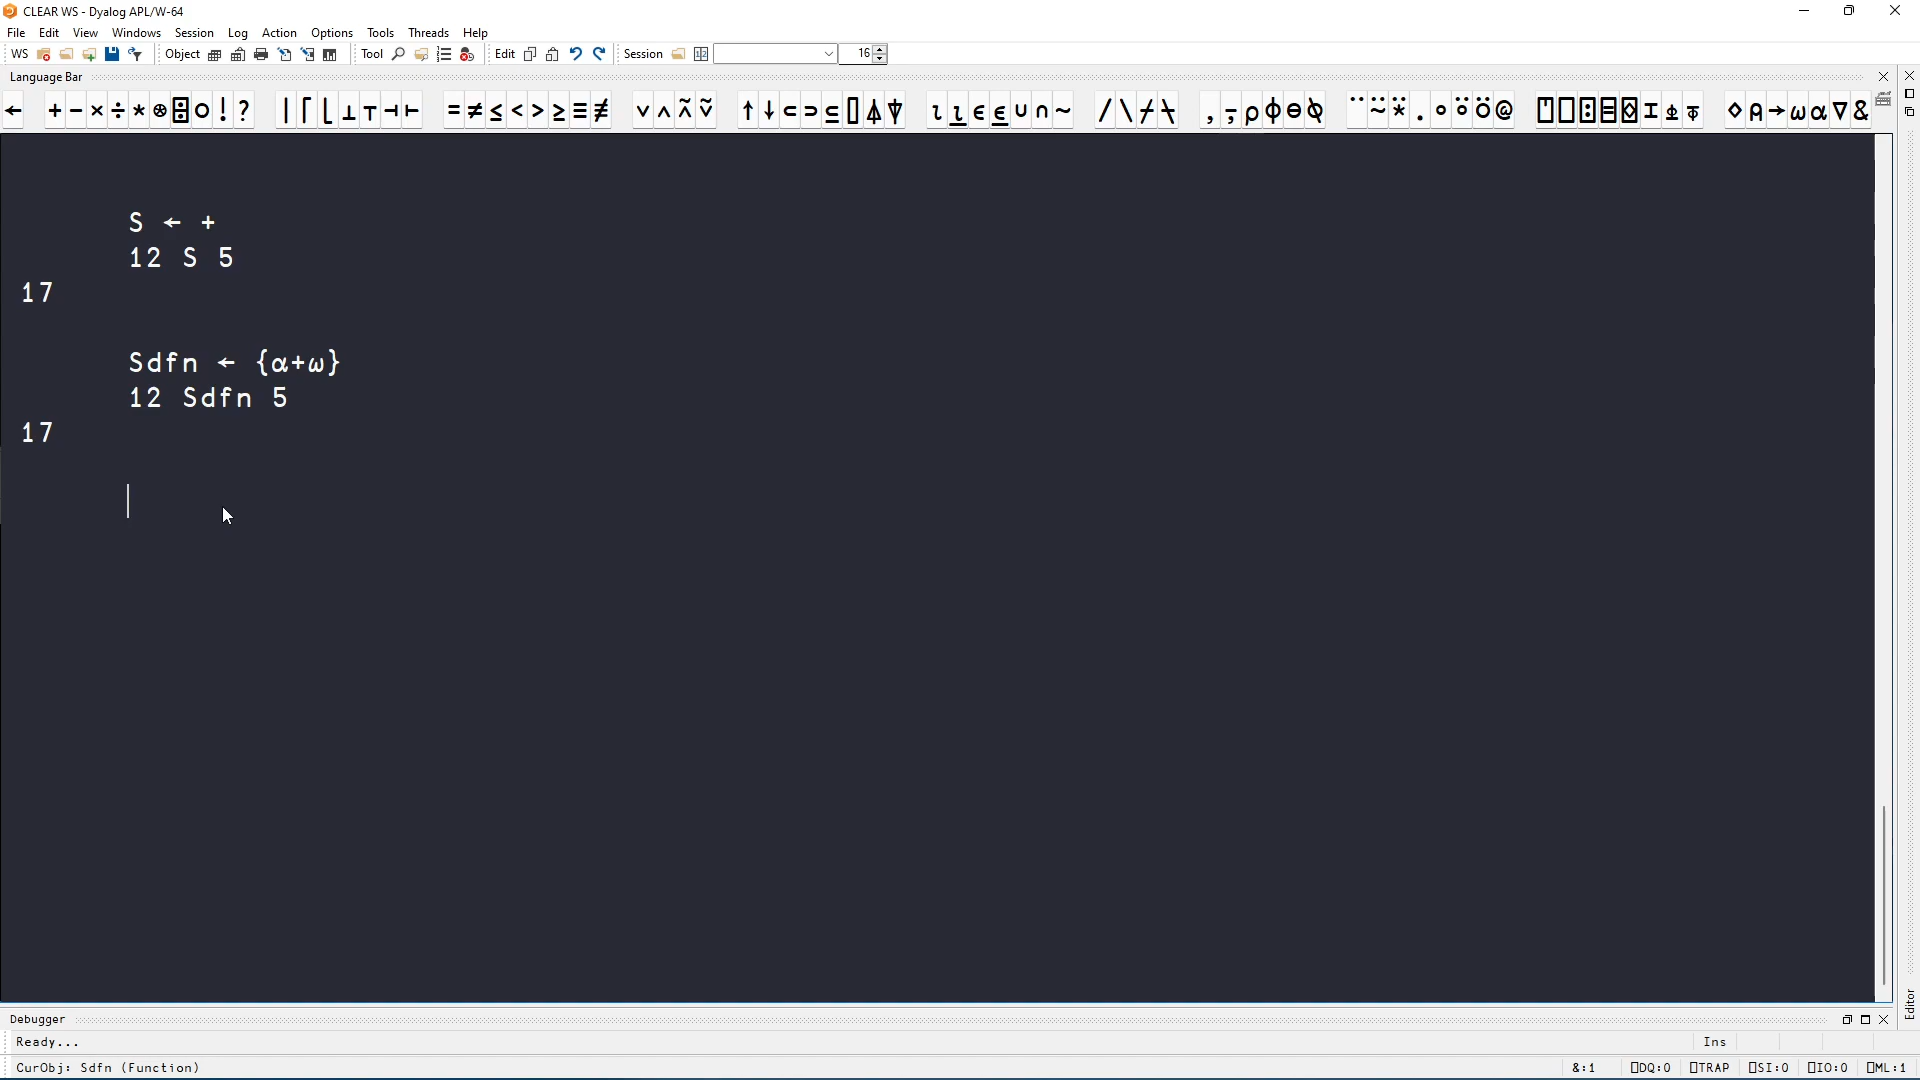 CLEAR WS - Dyalog APL/W-64
File Edit View Windows Session Log Action Options Tools Threads Help
WS Object Tool Edit Session 16
Language Bar
← + - × ÷ * ⍟ ⌹ ○ ! ? | ⌈ ⌊ ⊥ ⊤ ⊣ ⊢ = ≠ ≤ < > ≥ ≡ ≢ ∨ ∧ ⍲ ⍱ ↑ ↓ ⊂ ⊃ ⊆ ⌷ ⍋ ⍒ ⍳ ⍸ ∊ ⍷ ∪ ∩ ~ / \ ⌿ ⍀ , ⍪ ⍴ ⌽ ⊖ ⍉ ¨ ⍨ ⍣ . ∘ ⍤ ⍥ @ ⍞ ⎕ ⍠ ⌸ ⌺ ⌶ ⍎ ⍕ ⋄ ⍝ → ⍵ ⍺ ∇ &
S ← +
12 S 5
17
Sdfn ← {⍺+⍵}
12 Sdfn 5
17
Debugger
Editor
Ready...
Ins
CurObj: Sdfn (Function)
&:1 ⎕DQ:0 ⎕TRAP ⎕SI:0 ⎕IO:0 ⎕ML:1